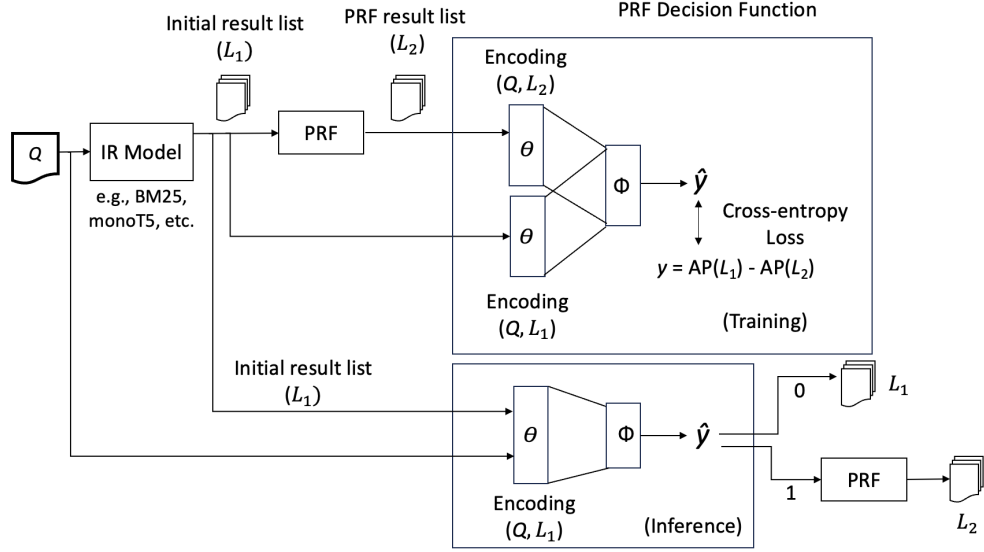 PRF Decision Function
Initial result list
(L₁)
PRF result list
(L₂)
Encoding
(Q, L₂)
Q
IR Model
e.g., BM25,
monoT5, etc.
PRF
θ
θ
Φ
ŷ
Cross-entropy
Loss
y = AP(L₁) - AP(L₂)
Encoding
(Q, L₁)
(Training)
Initial result list
(L₁)
θ
Φ
ŷ
Encoding
(Q, L₁)
(Inference)
0
L₁
1
PRF
L₂